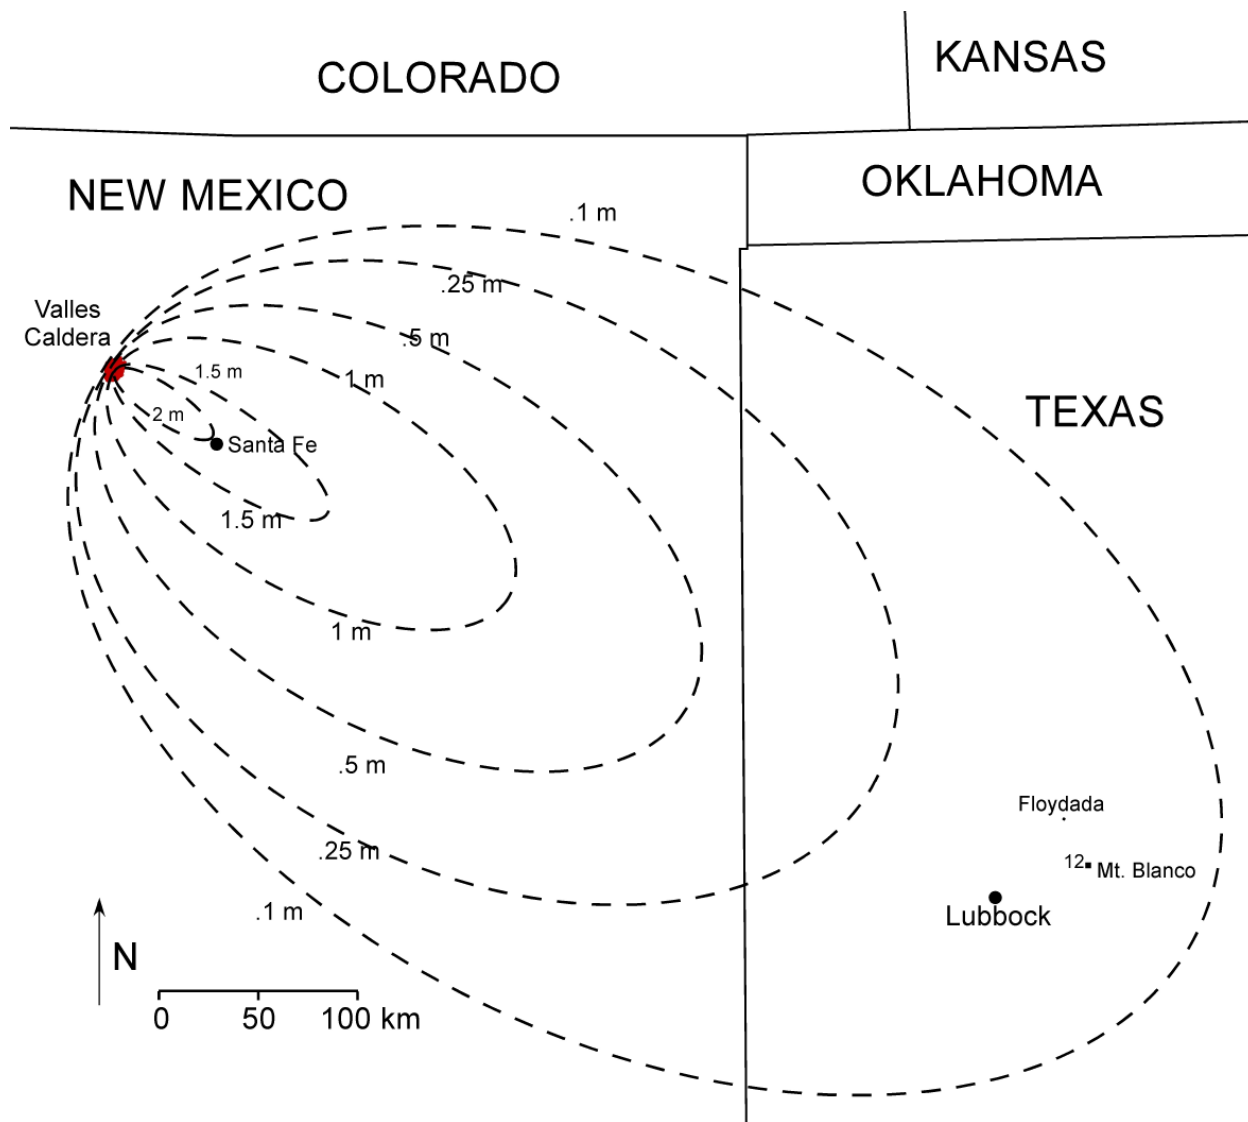 COLORADO
KANSAS
OKLAHOMA
NEW MEXICO
.1 m
.25 m
Valles
Caldera
.5 m
1.5 m
1 m
2 m
TEXAS
Santa Fe
1.5 m
1 m
.5 m
Floydada
.25 m
12
Mt. Blanco
.1 m
Lubbock
N
0 50 100 km